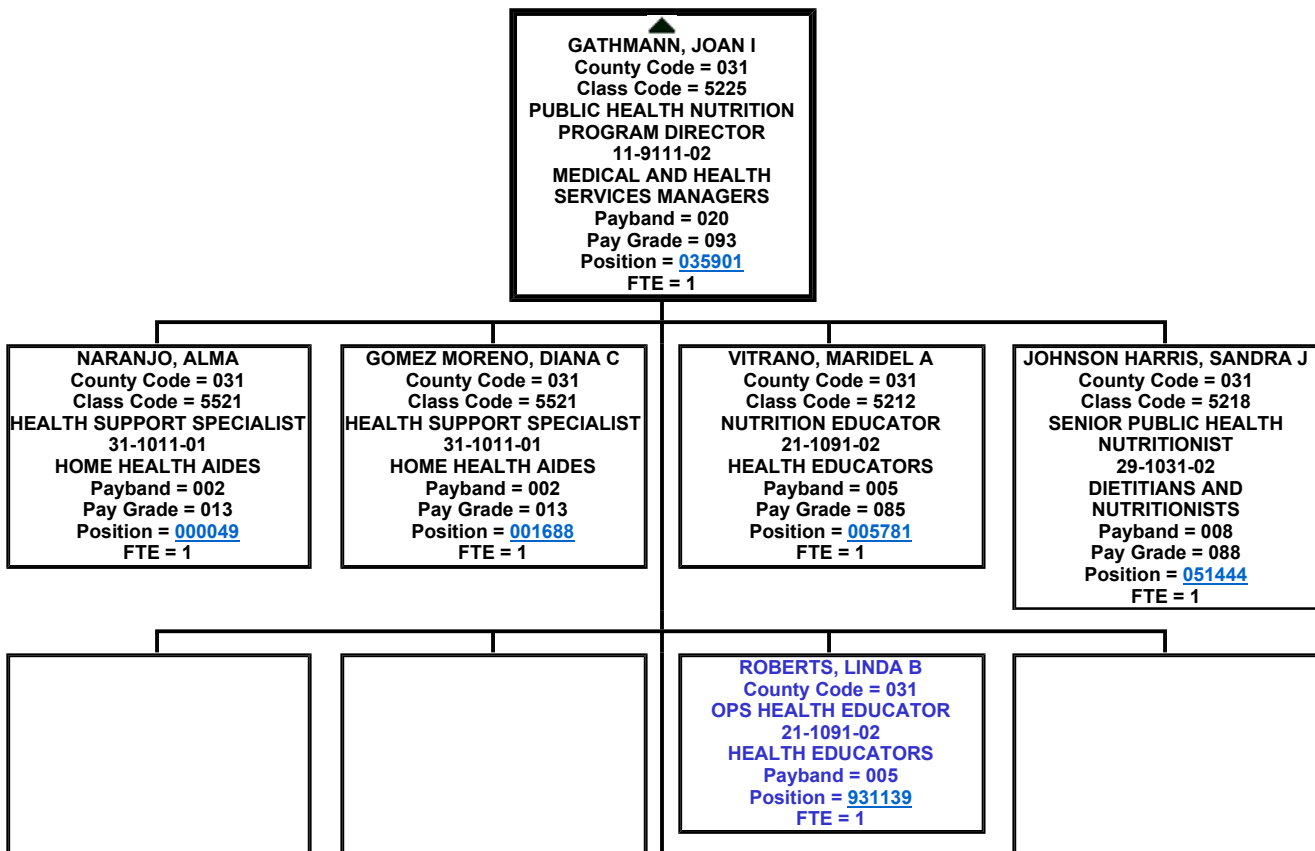 GATHMANN, JOAN I
County Code = 031
Class Code = 5225
PUBLIC HEALTH NUTRITION
PROGRAM DIRECTOR
11-9111-02
MEDICAL AND HEALTH
SERVICES MANAGERS
Payband = 020
Pay Grade = 093
Position = 035901
FTE = 1
NARANJO, ALMA
County Code = 031
Class Code = 5521
HEALTH SUPPORT SPECIALIST
31-1011-01
HOME HEALTH AIDES
Payband = 002
Pay Grade = 013
Position = 000049
FTE = 1
GOMEZ MORENO, DIANA C
County Code = 031
Class Code = 5521
HEALTH SUPPORT SPECIALIST
31-1011-01
HOME HEALTH AIDES
Payband = 002
Pay Grade = 013
Position = 001688
FTE = 1
VITRANO, MARIDEL A
County Code = 031
Class Code = 5212
NUTRITION EDUCATOR
21-1091-02
HEALTH EDUCATORS
Payband = 005
Pay Grade = 085
Position = 005781
FTE = 1
JOHNSON HARRIS, SANDRA J
County Code = 031
Class Code = 5218
SENIOR PUBLIC HEALTH
NUTRITIONIST
29-1031-02
DIETITIANS AND
NUTRITIONISTS
Payband = 008
Pay Grade = 088
Position = 051444
FTE = 1
ROBERTS, LINDA B
County Code = 031
OPS HEALTH EDUCATOR
21-1091-02
HEALTH EDUCATORS
Payband = 005
Position = 931139
FTE = 1